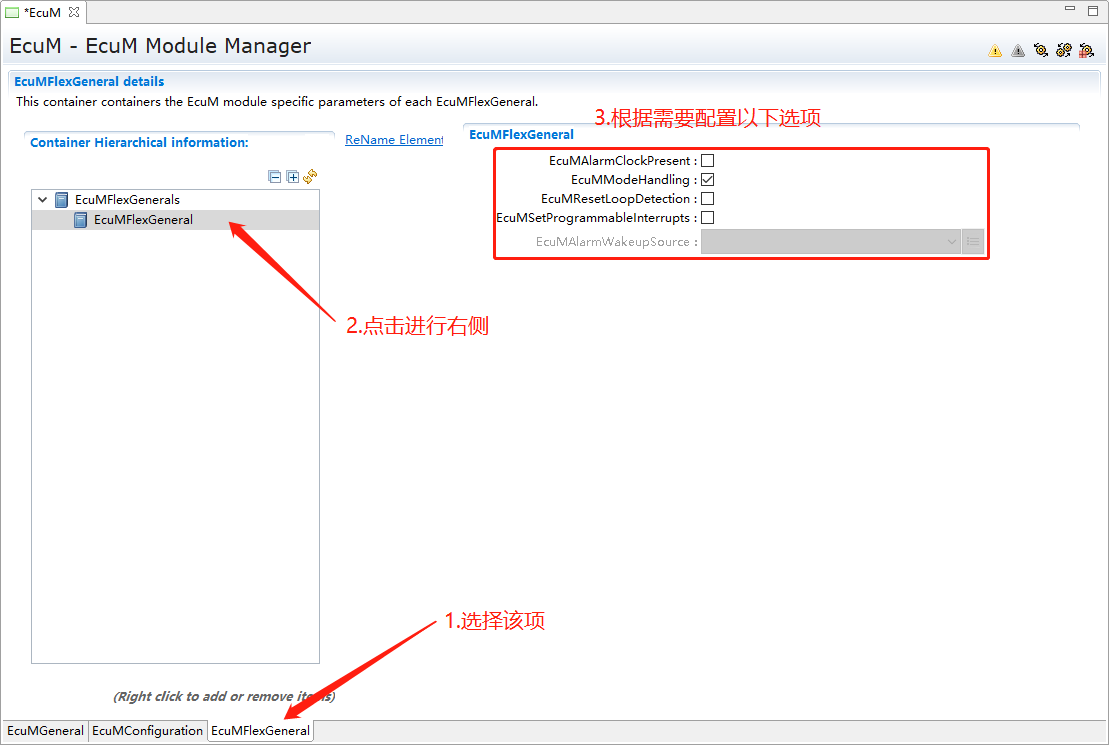 *EcuM
EcuM - EcuM Module Manager
EcuMFlexGeneral details
This container containers the EcuM module specific parameters of each EcuMFlexGeneral.
3.根据需要配置以下选项
Container Hierarchical information:
ReName Element
EcuMFlexGeneral
EcuMAlarmClockPresent :
EcuMModeHandling :
EcuMResetLoopDetection :
EcuMSetProgrammableInterrupts :
EcuMAlarmWakeupSource :
EcuMFlexGenerals
EcuMFlexGeneral
2.点击进行右侧
1.选择该项
(Right click to add or remove items)
EcuMGeneral EcuMConfiguration EcuMFlexGeneral